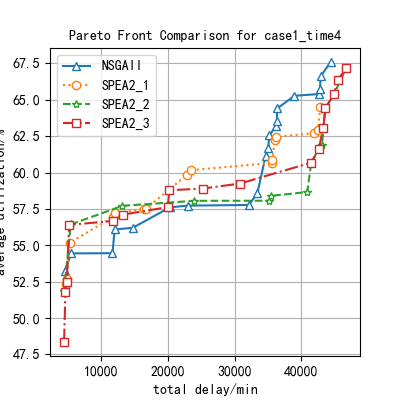 Pareto Front Comparison for case1_time4
NSGAII
SPEA2_1
SPEA2_2
SPEA2_3
67.5
65.0
62.5
60.0
57.5
55.0
52.5
50.0
47.5
average utilization/%
10000
20000
30000
40000
total delay/min